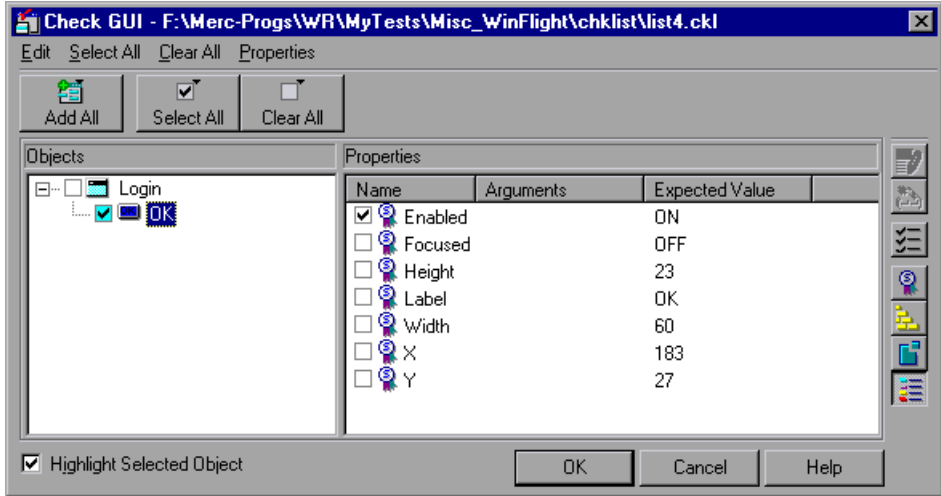 Check GUI - F:\Merc-Progs\WR\MyTests\Misc_WinFlight\chklist\list4.ckl
Edit Select All Clear All Properties
Add All Select All Clear All
Objects
Login
OK
Properties
Name Arguments Expected Value
Enabled ON
Focused OFF
Height 23
Label OK
Width 60
X 183
Y 27
Highlight Selected Object
OK Cancel Help